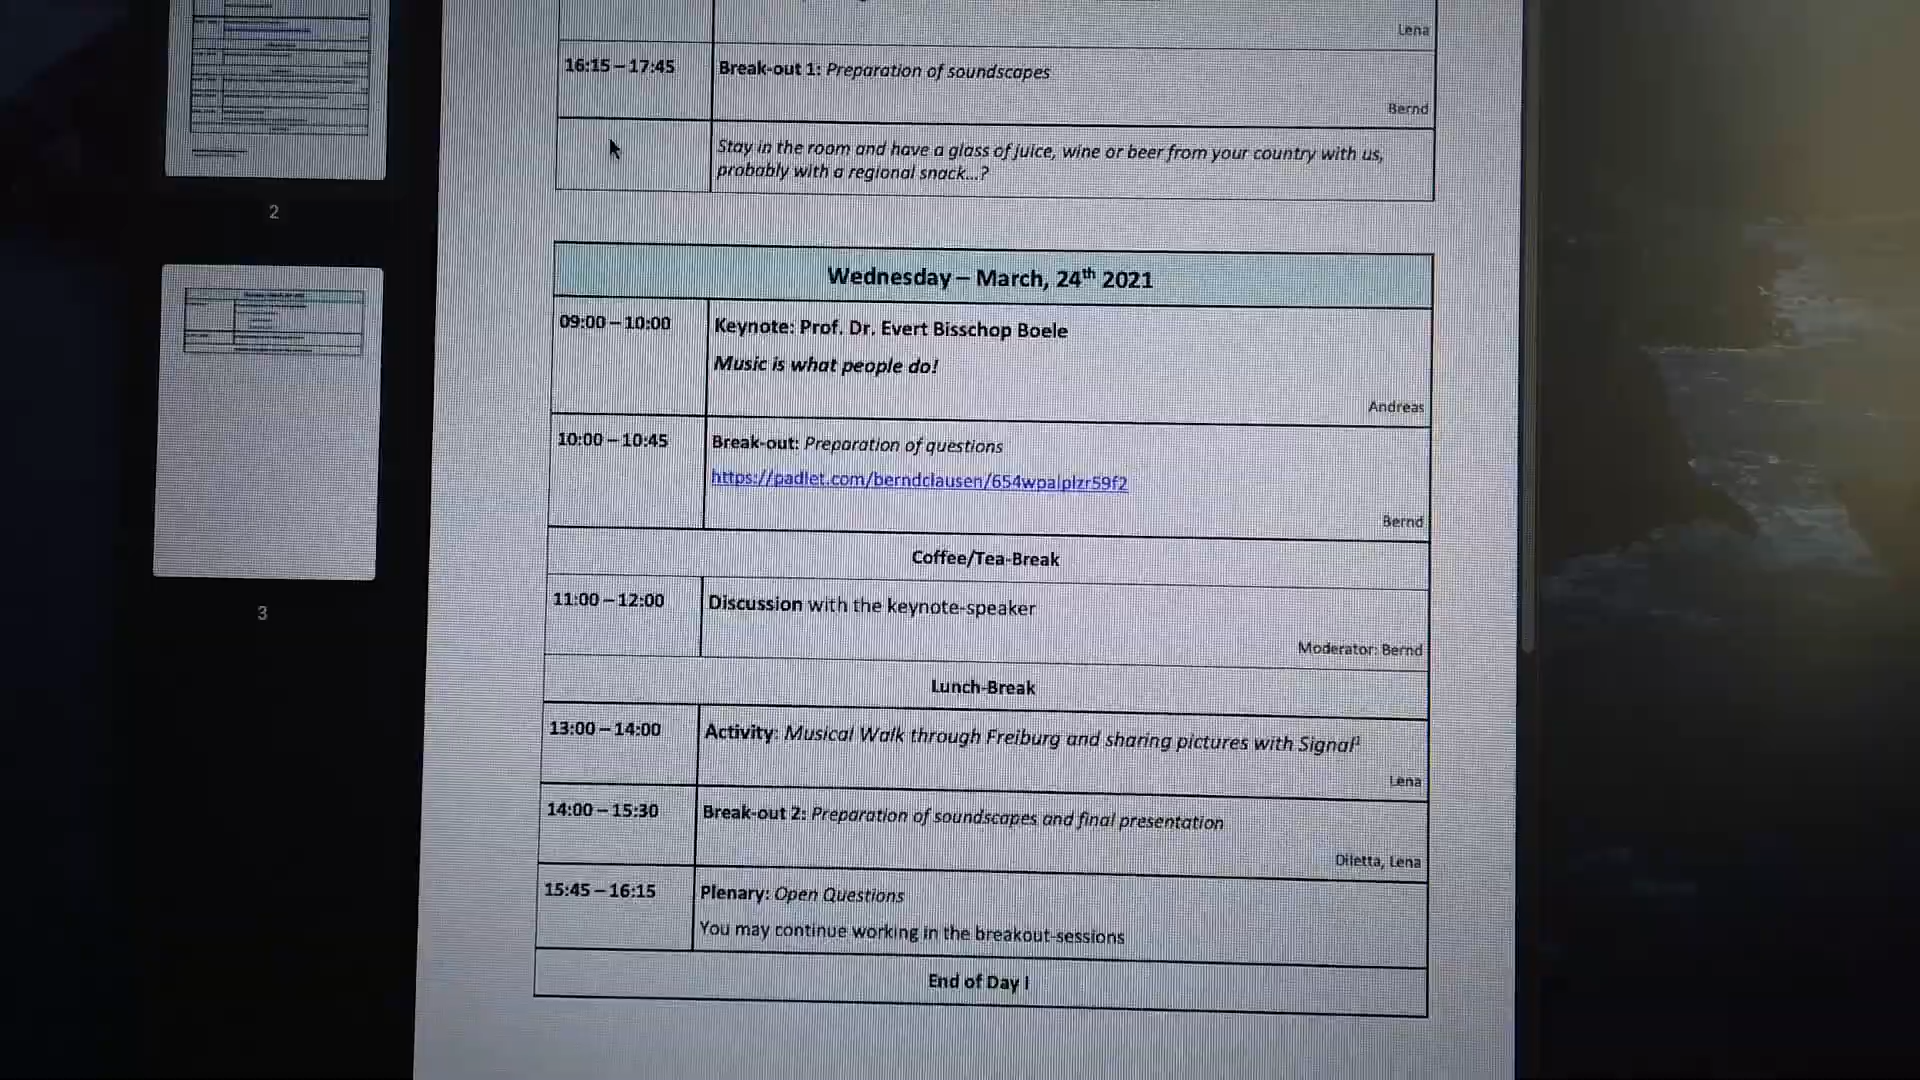 Lena
16:15 – 17:45
Break-out 1: Preparation of soundscapes
Bernd
Stay in the room and have a glass of juice, wine or beer from your country with us,
probably with a regional snack...?
Wednesday – March, 24th 2021
09:00 – 10:00
Keynote: Prof. Dr. Evert Bisschop Boele
Music is what people do!
Andreas
10:00 – 10:45
Break-out: Preparation of questions
https://padlet.com/berndclausen/654wpalplzr59f2
Bernd
Coffee/Tea-Break
11:00 – 12:00
Discussion with the keynote-speaker
Moderator: Bernd
Lunch-Break
13:00 – 14:00
Activity: Musical Walk through Freiburg and sharing pictures with Signal¹
Lena
14:00 – 15:30
Break-out 2: Preparation of soundscapes and final presentation
Diletta, Lena
15:45 – 16:15
Plenary: Open Questions
You may continue working in the breakout-sessions
End of Day I
2
3